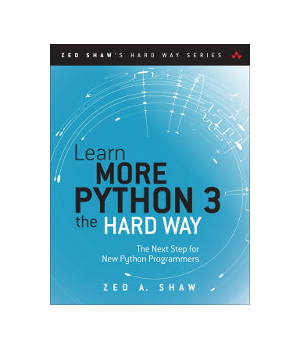 ZED SHAW'S HARD WAY SERIES
Learn
MORE
PYTHON 3
the HARD WAY
The Next Step for
New Python Programmers
ZED A. SHAW